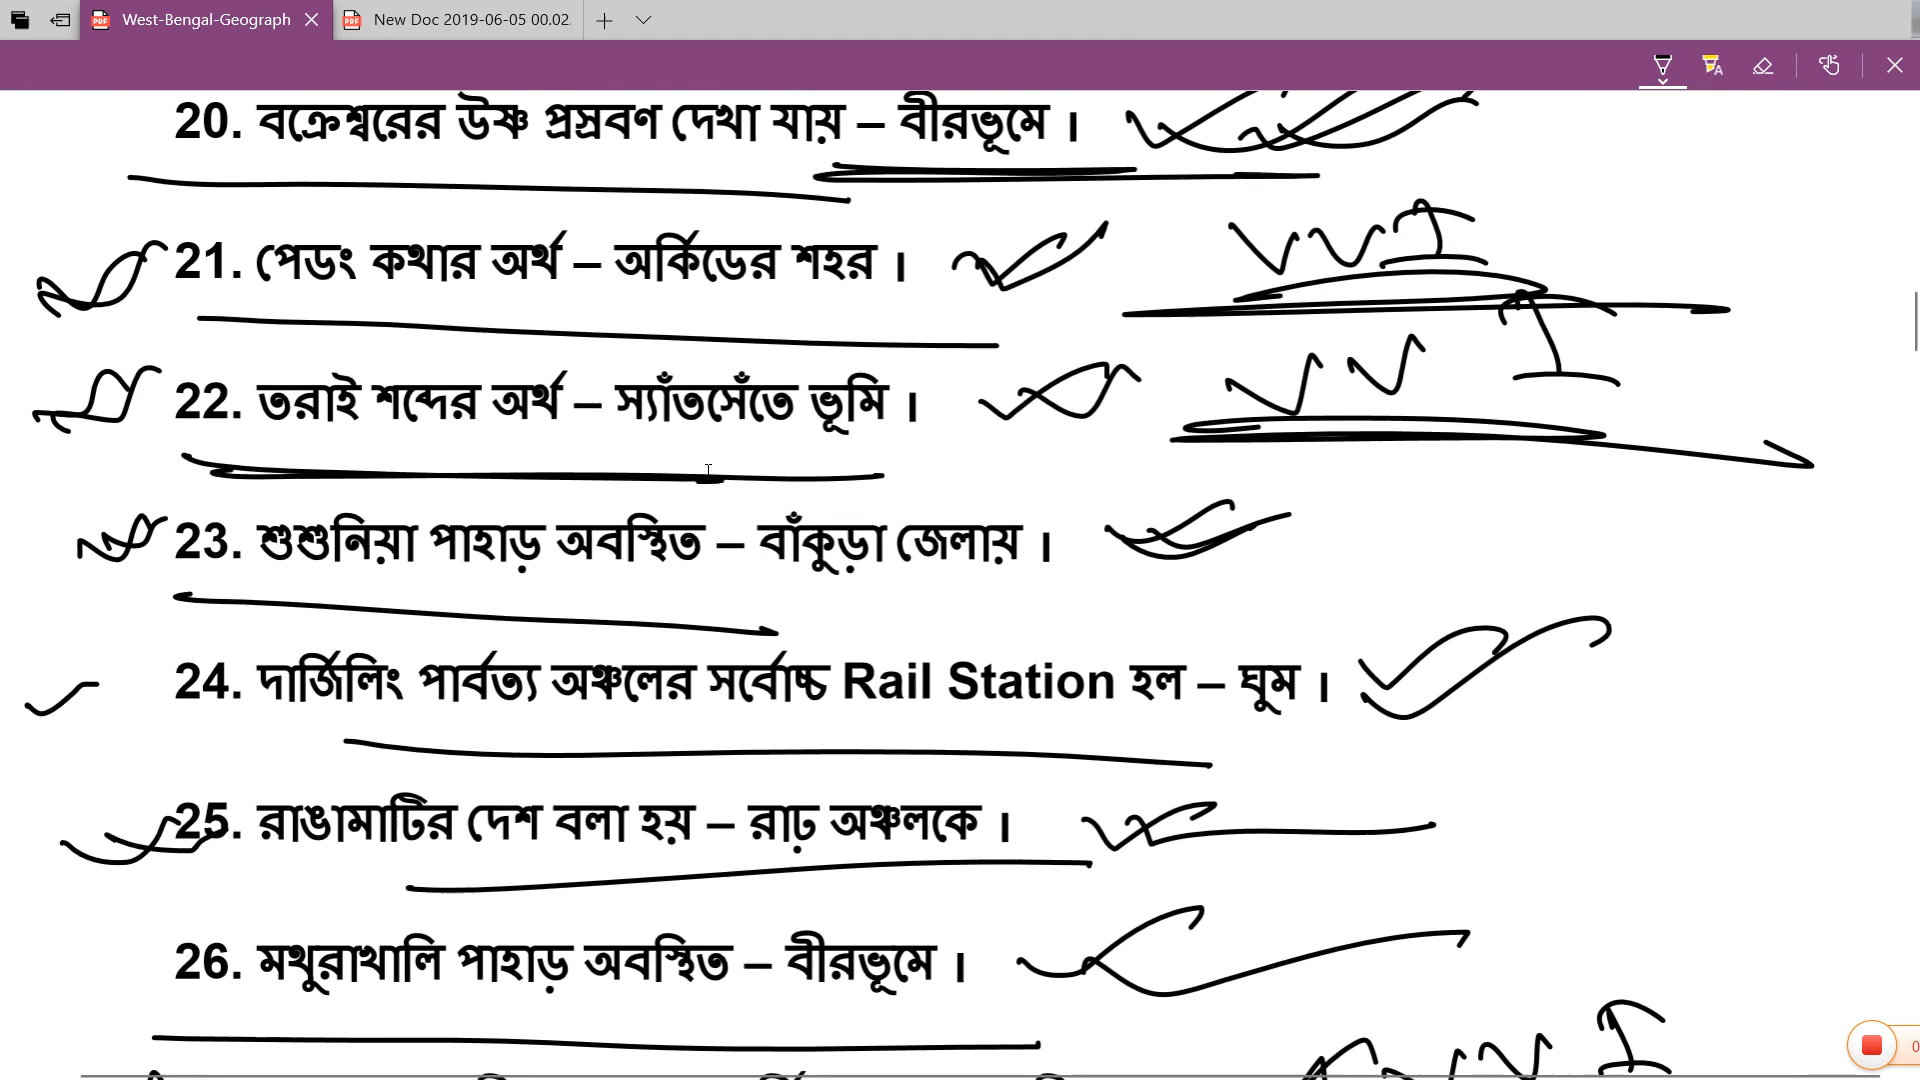 West-Bengal-Geograph
New Doc 2019-06-05 00.02.
20. বক্রেশ্বরের উষ্ণ প্রস্রবণ দেখা যায় – বীরভূমে ।
21. পেডং কথার অর্থ – অর্কিডের শহর ।
VVI
22. তরাই শব্দের অর্থ – স্যাঁতসেঁতে ভূমি ।
VVI
23. শুশুনিয়া পাহাড় অবস্থিত – বাঁকুড়া জেলায় ।
24. দার্জিলিং পার্বত্য অঞ্চলের সর্বোচ্চ Rail Station হল – ঘুম ।
25. রাঙামাটির দেশ বলা হয় – রাঢ় অঞ্চলকে ।
26. মথুরাখালি পাহাড় অবস্থিত – বীরভূমে ।